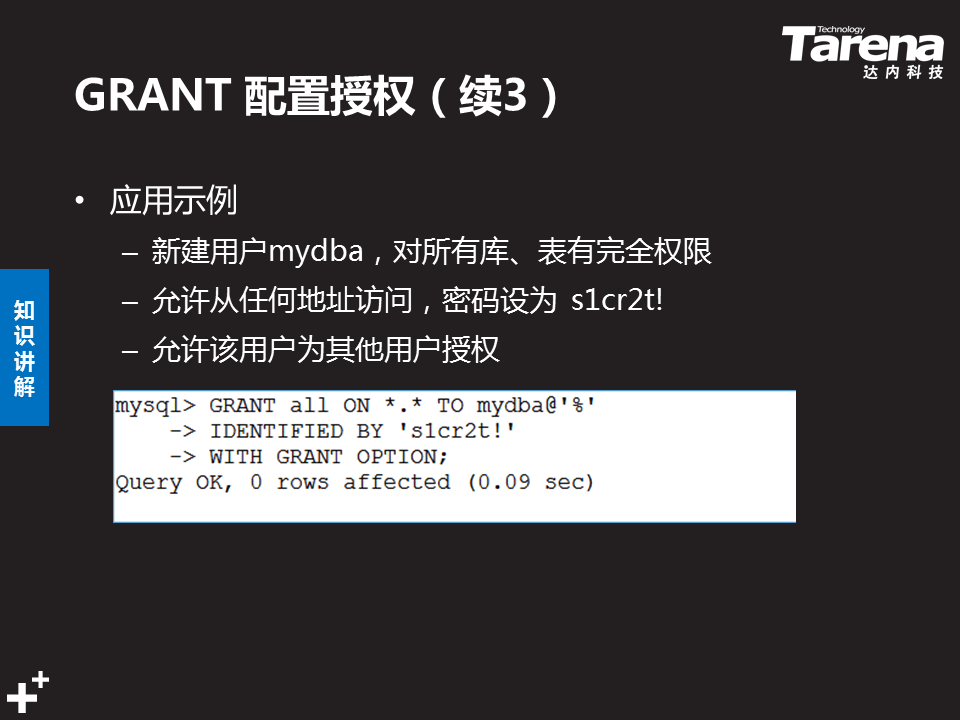 Technology
Tarena
达内科技
GRANT 配置授权（续3）
• 应用示例
– 新建用户mydba，对所有库、表有完全权限
– 允许从任何地址访问，密码设为 s1cr2t!
– 允许该用户为其他用户授权
知识讲解
mysql> GRANT all ON *.* TO mydba@'%'
-> IDENTIFIED BY 's1cr2t!'
-> WITH GRANT OPTION;
Query OK, 0 rows affected (0.09 sec)